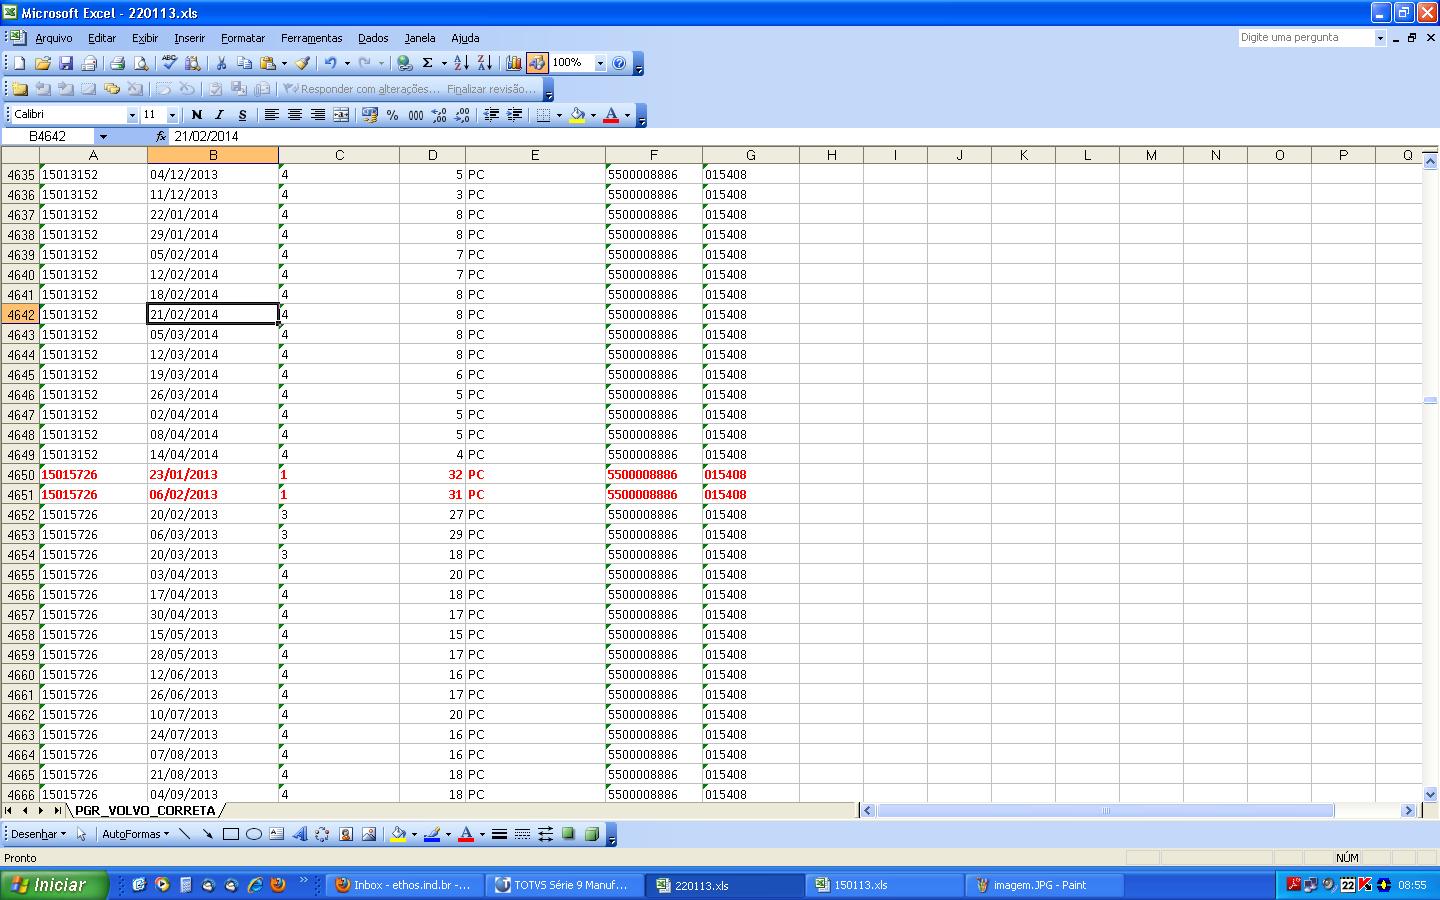 Microsoft Excel - 220113.xls
Arquivo Editar Exibir Inserir Formatar Ferramentas Dados Janela Ajuda Digite uma pergunta
100%
Responder com alterações... Finalizar revisão...
Calibri 11 N I S % 000
B4642 fx 21/02/2014
A B C D E F G H I J K L M N O P Q
4635 15013152 04/12/2013 4 5 PC 5500008886 015408
4636 15013152 11/12/2013 4 3 PC 5500008886 015408
4637 15013152 22/01/2014 4 8 PC 5500008886 015408
4638 15013152 29/01/2014 4 8 PC 5500008886 015408
4639 15013152 05/02/2014 4 7 PC 5500008886 015408
4640 15013152 12/02/2014 4 7 PC 5500008886 015408
4641 15013152 18/02/2014 4 8 PC 5500008886 015408
4642 15013152 21/02/2014 4 8 PC 5500008886 015408
4643 15013152 05/03/2014 4 8 PC 5500008886 015408
4644 15013152 12/03/2014 4 8 PC 5500008886 015408
4645 15013152 19/03/2014 4 6 PC 5500008886 015408
4646 15013152 26/03/2014 4 5 PC 5500008886 015408
4647 15013152 02/04/2014 4 5 PC 5500008886 015408
4648 15013152 08/04/2014 4 5 PC 5500008886 015408
4649 15013152 14/04/2014 4 4 PC 5500008886 015408
4650 15015726 23/01/2013 1 32 PC 5500008886 015408
4651 15015726 06/02/2013 1 31 PC 5500008886 015408
4652 15015726 20/02/2013 3 27 PC 5500008886 015408
4653 15015726 06/03/2013 3 29 PC 5500008886 015408
4654 15015726 20/03/2013 3 18 PC 5500008886 015408
4655 15015726 03/04/2013 4 20 PC 5500008886 015408
4656 15015726 17/04/2013 4 18 PC 5500008886 015408
4657 15015726 30/04/2013 4 17 PC 5500008886 015408
4658 15015726 15/05/2013 4 15 PC 5500008886 015408
4659 15015726 28/05/2013 4 17 PC 5500008886 015408
4660 15015726 12/06/2013 4 16 PC 5500008886 015408
4661 15015726 26/06/2013 4 17 PC 5500008886 015408
4662 15015726 10/07/2013 4 20 PC 5500008886 015408
4663 15015726 24/07/2013 4 16 PC 5500008886 015408
4664 15015726 07/08/2013 4 16 PC 5500008886 015408
4665 15015726 21/08/2013 4 18 PC 5500008886 015408
4666 15015726 04/09/2013 4 18 PC 5500008886 015408
PGR_VOLVO_CORRETA
Desenhar AutoFormas
Pronto NÚM
Iniciar Inbox - ethos.ind.br -... TOTVS Série 9 Manuf... 220113.xls 150113.xls imagem.JPG - Paint 22 08:55